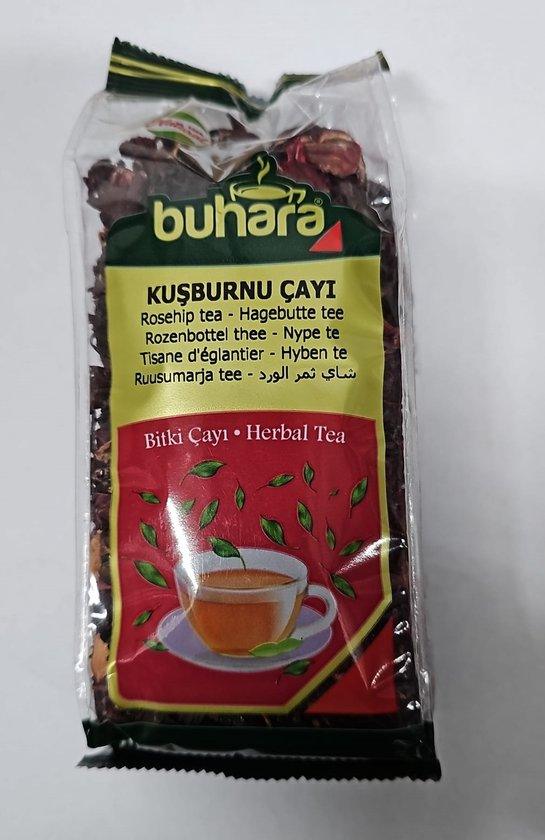 buhara®
KUŞBURNU ÇAYI
Rosehip tea - Hagebutte tee
Rozenbottel thee - Nype te
Tisane d'églantier - Hyben te
Ruusumarja tee - شاي ثمر الورد
Bitki Çayı • Herbal Tea